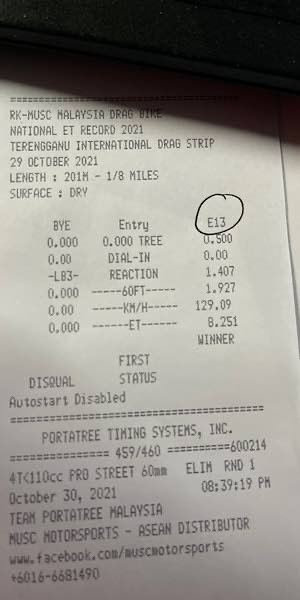 RK-MUSC MALAYSIA DRAG BIKE
NATIONAL ET RECORD 2021
TERENGGANU INTERNATIONAL DRAG STRIP
29 OCTOBER 2021
LENGTH : 201M - 1/8 MILES
SURFACE : DRY
BYE Entry E13
0.000 0.000 TREE 0.500
0.00 DIAL-IN 0.00
-LB3- REACTION 1.407
0.000 -----60FT----- 1.927
0.00 -----KM/H----- 129.09
0.000 ------ET------ 8.251
WINNER
FIRST
DISQUAL STATUS
Autostart Disabled
PORTATREE TIMING SYSTEMS, INC.
=============== 459/460 ==========600214
4T<110cc PRO STREET 60mm ELIM RND 1
October 30, 2021 08:39:19 PM
TEAM PORTATREE MALAYSIA
MUSC MOTORSPORTS - ASEAN DISTRIBUTOR
www.facebook.com/muscmotorsports
+6016-6681490